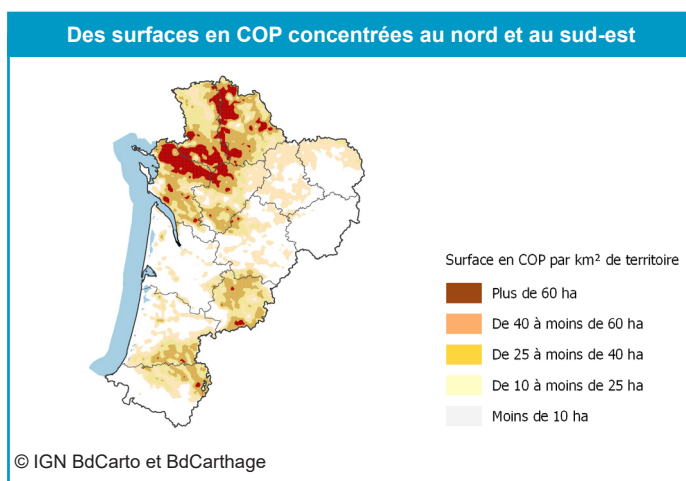 Des surfaces en COP concentrées au nord et au sud-est
Surface en COP par km² de territoire
Plus de 60 ha
De 40 à moins de 60 ha
De 25 à moins de 40 ha
De 10 à moins de 25 ha
Moins de 10 ha
© IGN BdCarto et BdCarthage